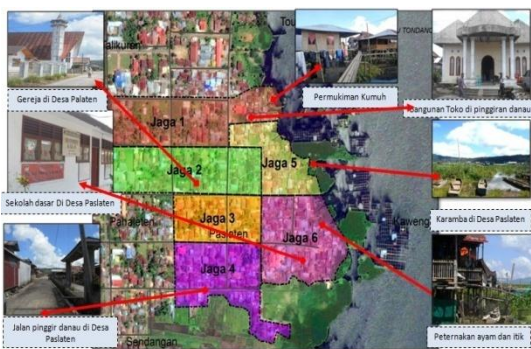 Gereja di Desa Palaten
Sekolah dasar Di Desa Paslaten
Jalan pinggir danau di Desa
Paslaten
alikuran
Jaga 1
Jaga 2
Jaga 5
Jaga 3
Paslaten
Jaga 6
Jaga 4
Sendangan
Kaweng
TONDANO
Permukiman Kumuh
Bangunan Toko di pinggiran danau
Karamba di Desa Paslaten
Peternakan ayam dan itik